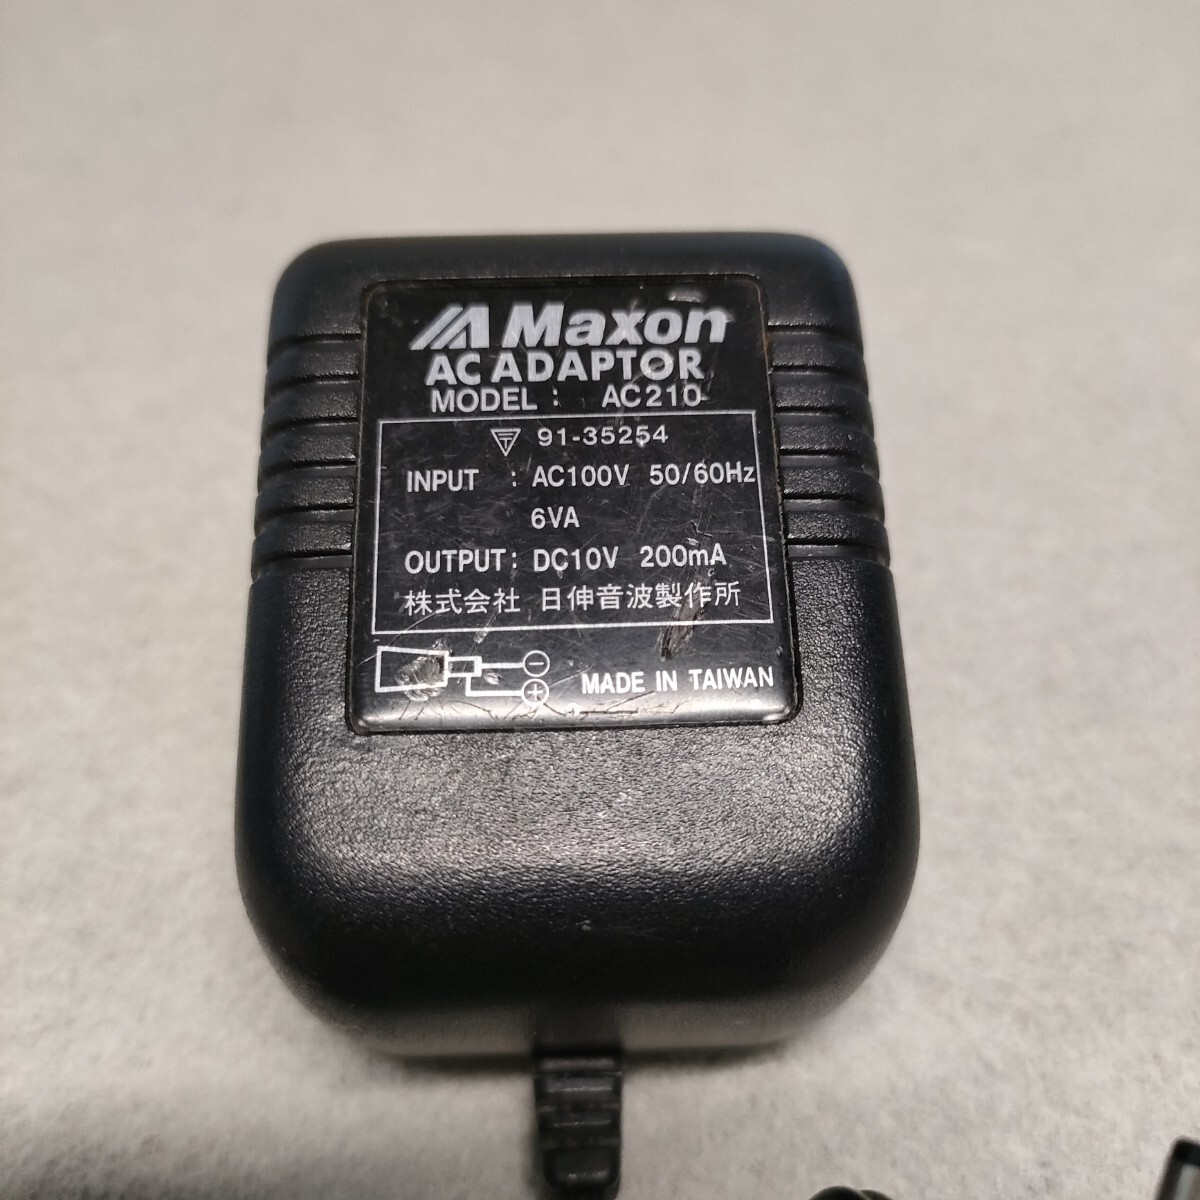 Maxon
AC ADAPTOR
MODEL : AC210
91-35254
INPUT : AC100V 50/60Hz
6VA
OUTPUT : DC10V 200mA
株式会社 日伸音波製作所
MADE IN TAIWAN